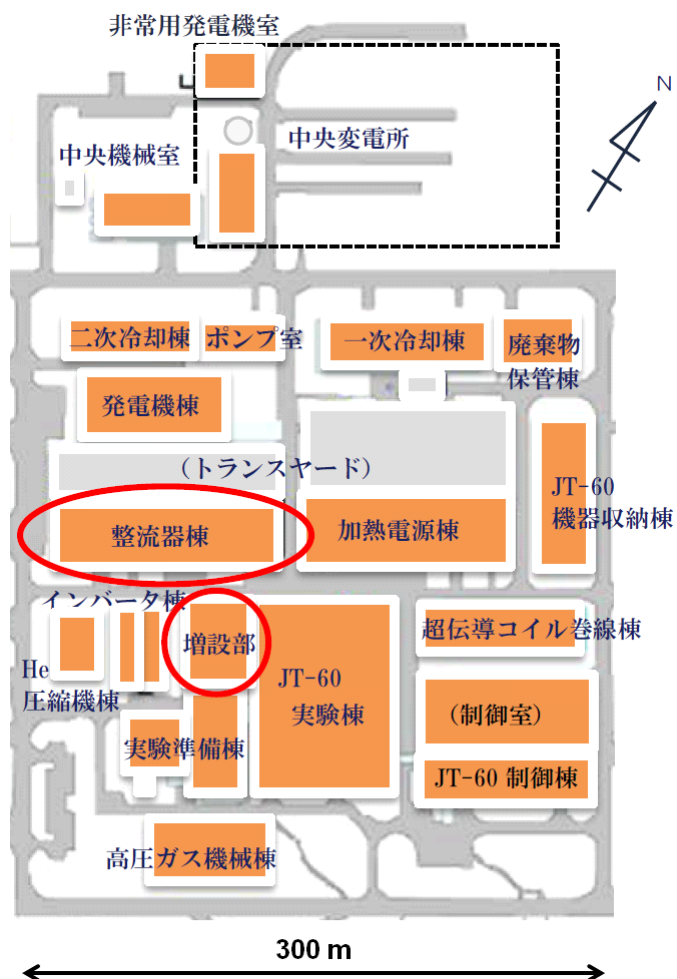 非常用発電機室
N
中央変電所
中央機械室
二次冷却棟
ポンプ室
一次冷却棟
廃棄物
保管棟
発電機棟
(トランスヤード)
JT-60
機器収納棟
整流器棟
加熱電源棟
インバータ棟
増設部
超伝導コイル巻線棟
He
圧縮機棟
JT-60
実験棟
(制御室)
実験準備棟
JT-60 制御棟
高圧ガス機械棟
300 m